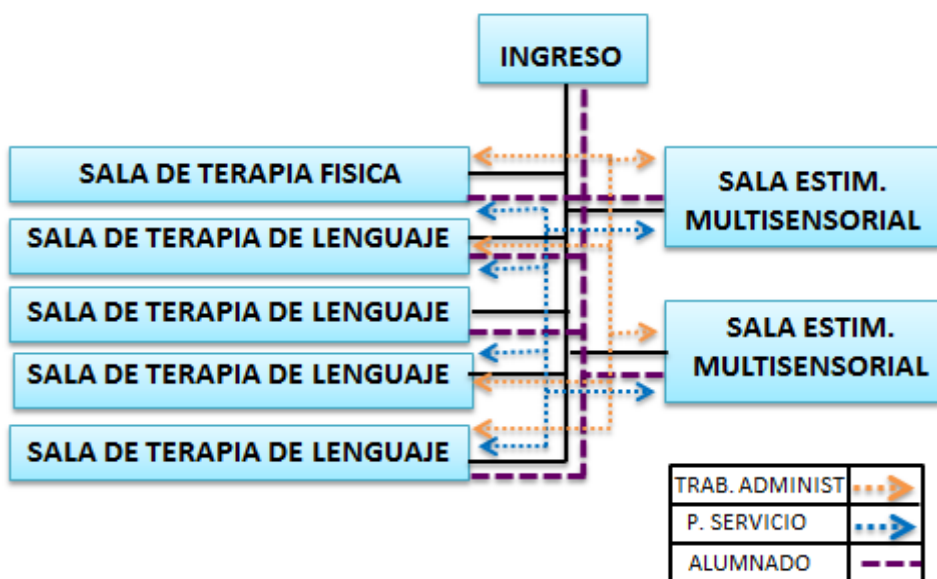 INGRESO
SALA DE TERAPIA FISICA
SALA DE TERAPIA DE LENGUAJE
SALA DE TERAPIA DE LENGUAJE
SALA DE TERAPIA DE LENGUAJE
SALA DE TERAPIA DE LENGUAJE
SALA ESTIM.
MULTISENSORIAL
SALA ESTIM.
MULTISENSORIAL
TRAB. ADMINIST
P. SERVICIO
ALUMNADO